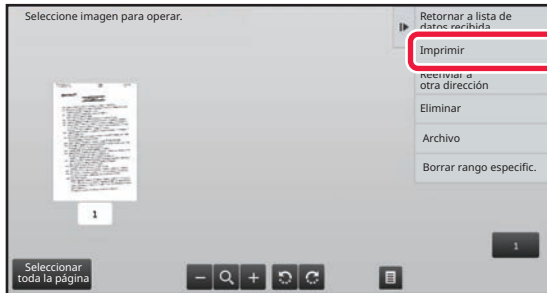 Seleccione imagen para operar.
Retornar a lista de
datos recibida
Imprimir
Reenviar a
otra dirección
Eliminar
Archivo
Borrar rango especific.
1
1
Seleccionar
toda la página